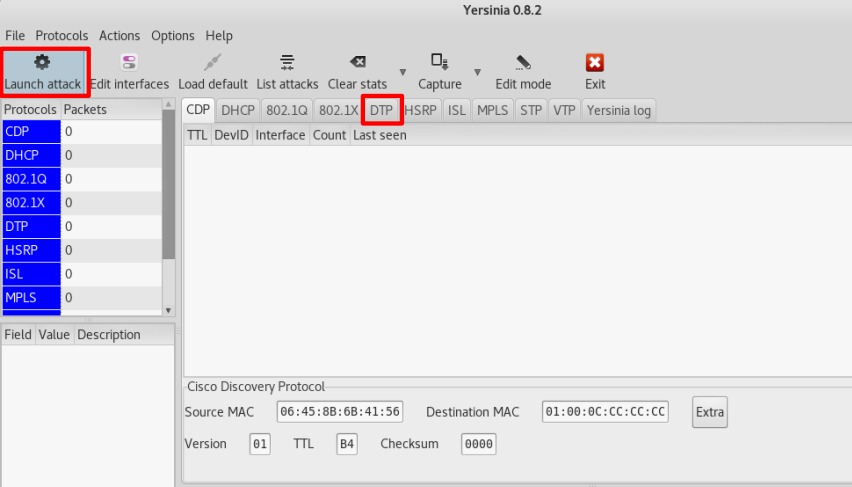 Yersinia 0.8.2
File Protocols Actions Options Help
Launch attack Edit interfaces Load default List attacks Clear stats Capture Edit mode Exit
Protocols Packets
CDP 0
DHCP 0
802.1Q 0
802.1X 0
DTP 0
HSRP 0
ISL 0
MPLS 0
Field Value Description
CDP DHCP 802.1Q 802.1X DTP HSRP ISL MPLS STP VTP Yersinia log
TTL DevID Interface Count Last seen
Cisco Discovery Protocol
Source MAC 06:45:8B:6B:41:56 Destination MAC 01:00:0C:CC:CC:CC Extra
Version 01 TTL B4 Checksum 0000